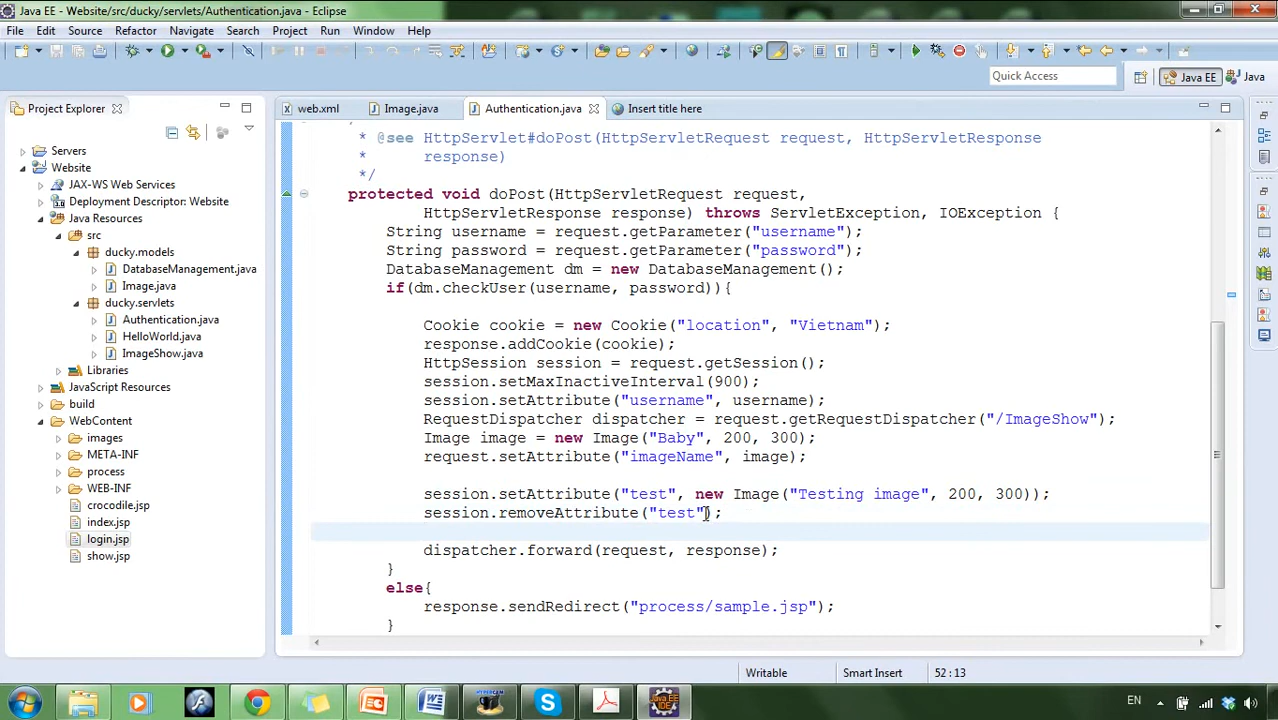 Java EE - Website/src/ducky/servlets/Authentication.java - Eclipse
File Edit Source Refactor Navigate Search Project Run Window Help
Quick Access
Java EE
Java
Project Explorer
web.xml
Image.java
Authentication.java
Insert title here
Servers
Website
JAX-WS Web Services
Deployment Descriptor: Website
Java Resources
src
ducky.models
DatabaseManagement.java
Image.java
ducky.servlets
Authentication.java
HelloWorld.java
ImageShow.java
Libraries
JavaScript Resources
build
WebContent
images
META-INF
process
WEB-INF
crocodile.jsp
index.jsp
login.jsp
show.jsp
* @see HttpServlet#doPost(HttpServletRequest request, HttpServletResponse
* response)
*/
protected void doPost(HttpServletRequest request,
HttpServletResponse response) throws ServletException, IOException {
String username = request.getParameter("username");
String password = request.getParameter("password");
DatabaseManagement dm = new DatabaseManagement();
if(dm.checkUser(username, password)){
Cookie cookie = new Cookie("location", "Vietnam");
response.addCookie(cookie);
HttpSession session = request.getSession();
session.setMaxInactiveInterval(900);
session.setAttribute("username", username);
RequestDispatcher dispatcher = request.getRequestDispatcher("/ImageShow");
Image image = new Image("Baby", 200, 300);
request.setAttribute("imageName", image);
session.setAttribute("test", new Image("Testing image", 200, 300));
session.removeAttribute("test");
dispatcher.forward(request, response);
}
else{
response.sendRedirect("process/sample.jsp");
}
Writable
Smart Insert
52 : 13
EN